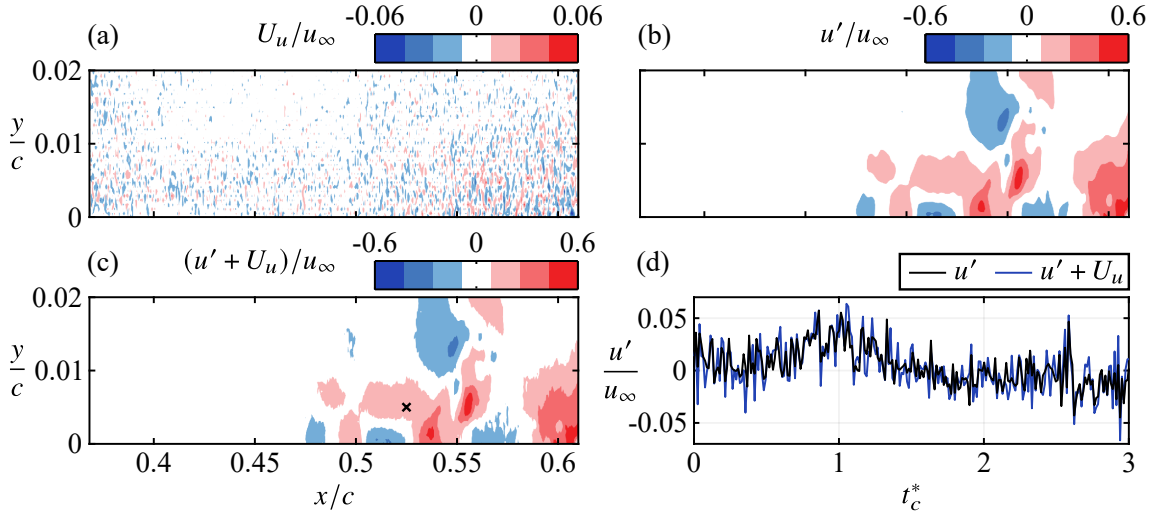 (a) U_u/u_∞ -0.06 0 0.06
(b) u′/u_∞ -0.6 0 0.6
0.02
0.01
0
y/c
(c) (u′ + U_u)/u_∞ -0.6 0 0.6
0.02
0.01
0
y/c
0.4 0.45 0.5 0.55 0.6
x/c
(d) u′ u′ + U_u
0.05
0
-0.05
u′/u_∞
0 1 2 3
t*_c